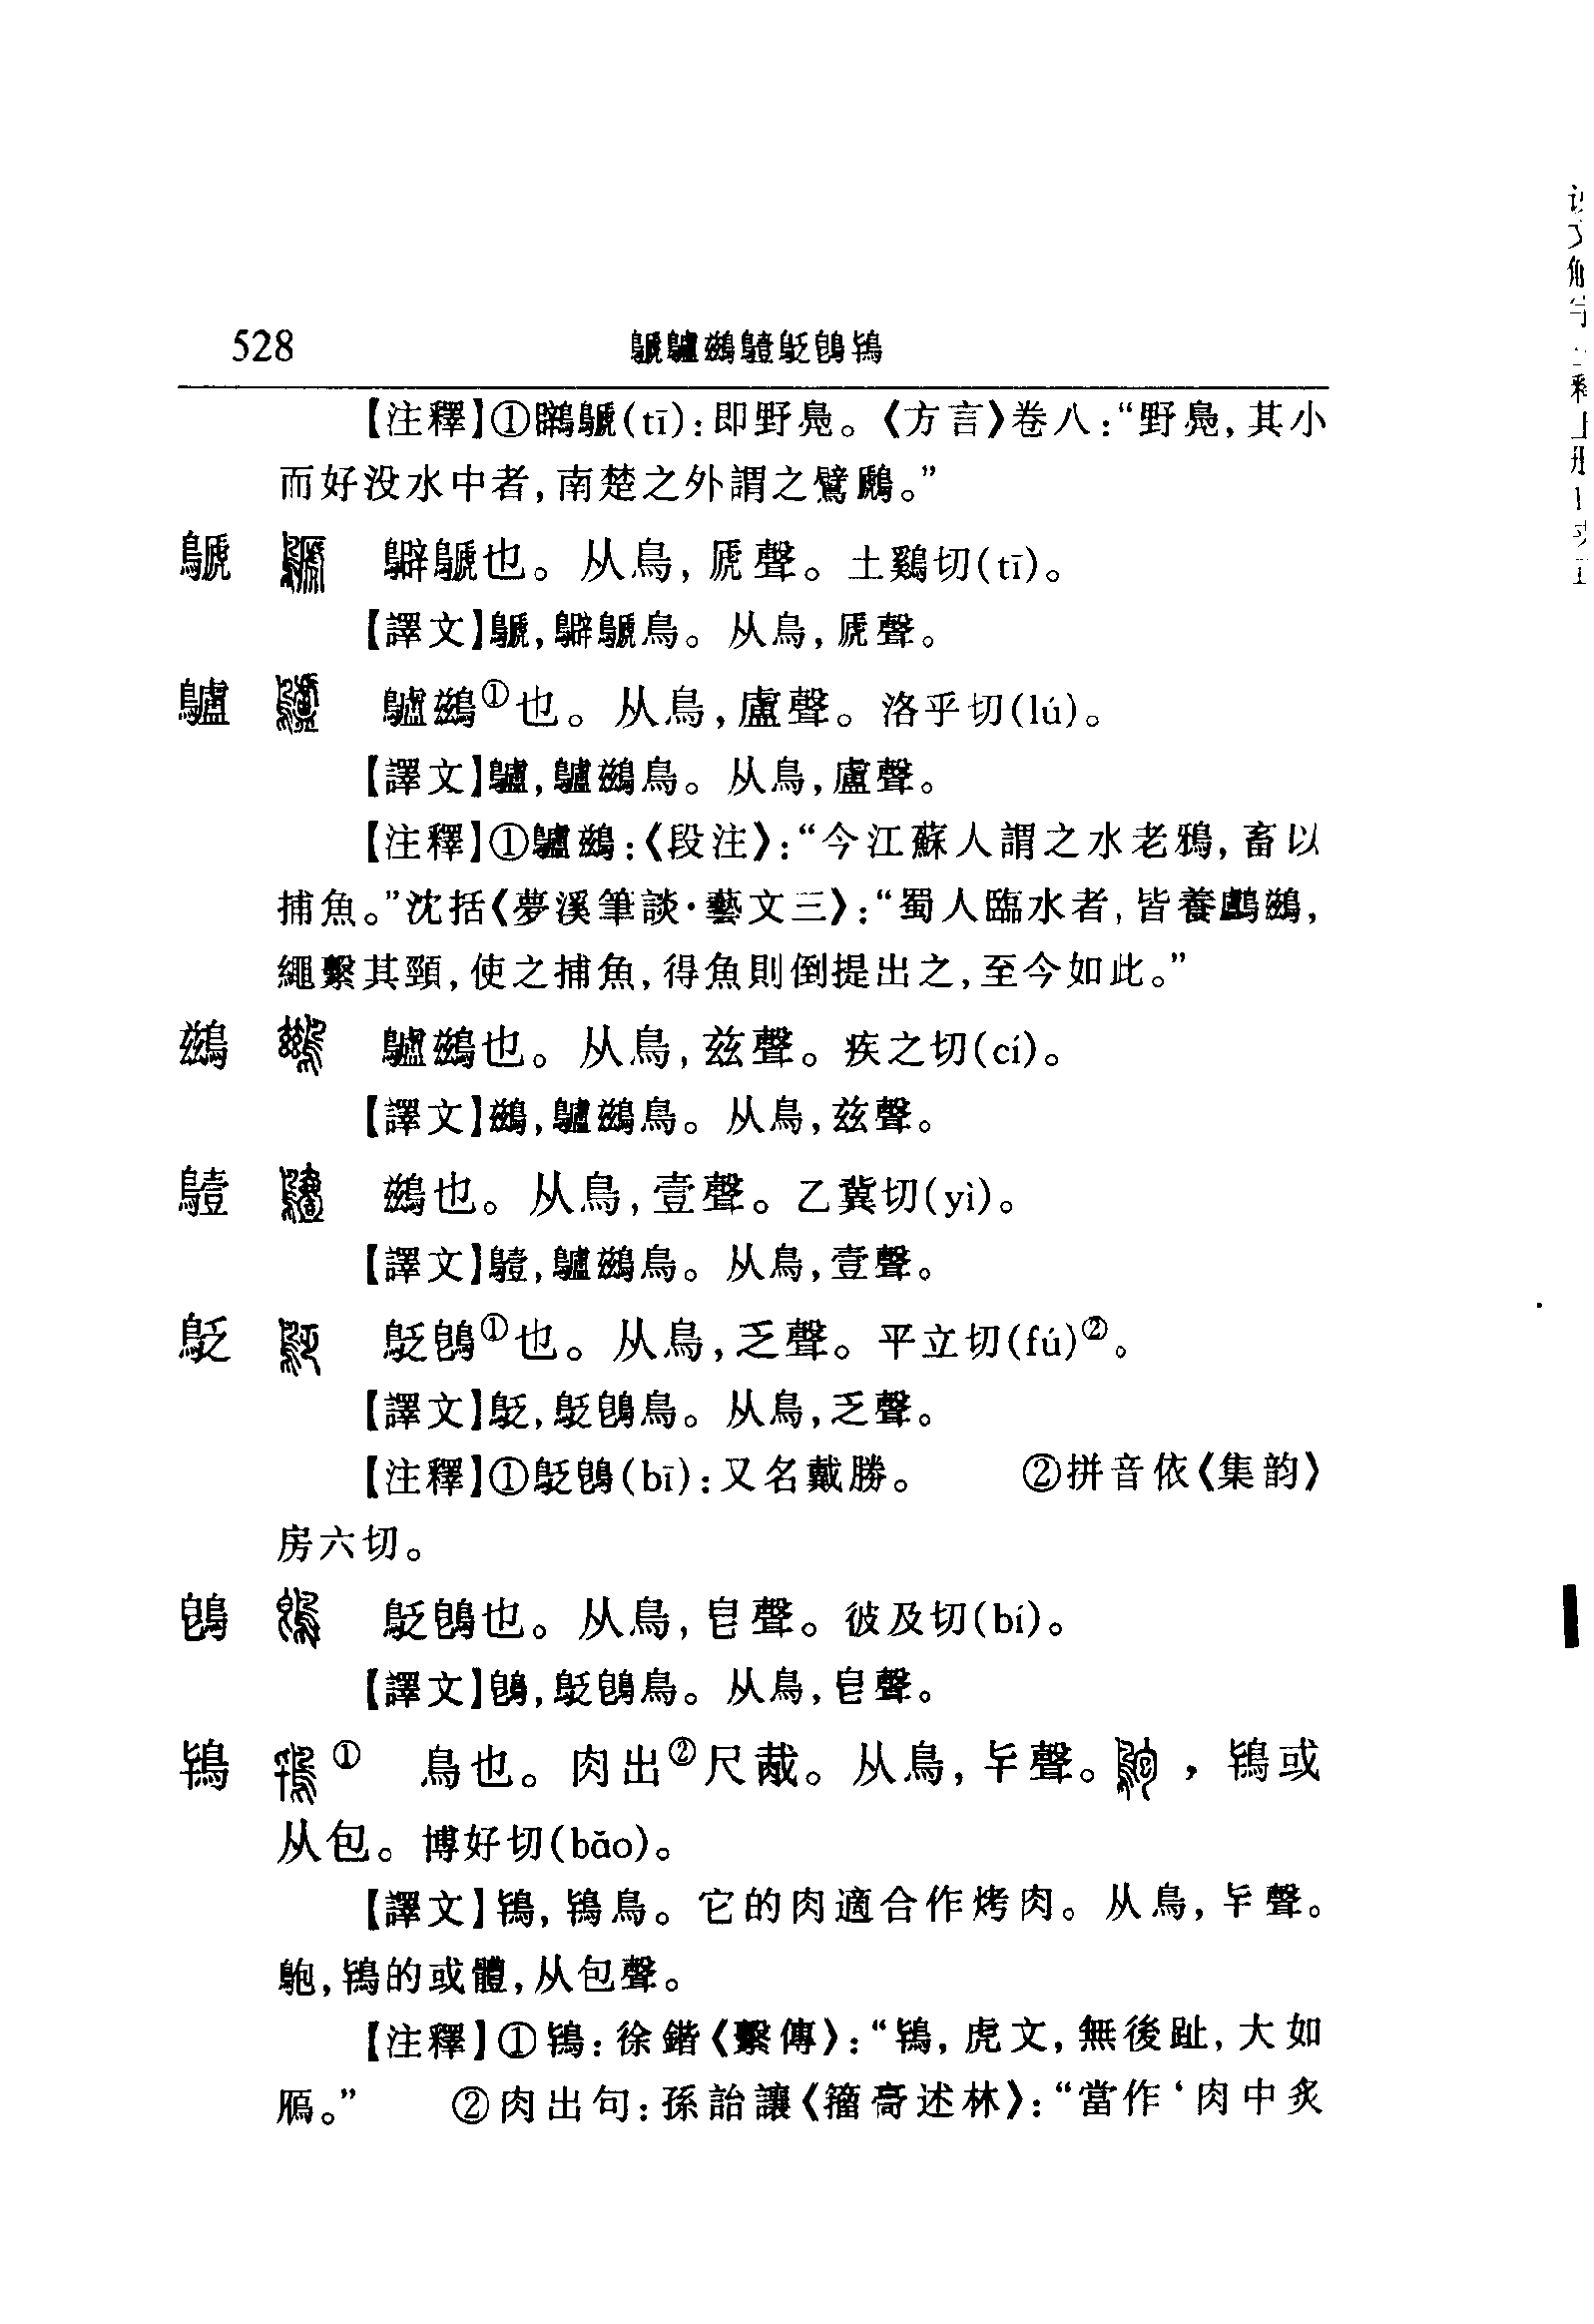 528 鷈鸕鷀鷧鴔鵖鴇
【注釋】①鷿鷈(tī)：即野鳧。《方言》卷八：“野鳧，其小
而好没水中者，南楚之外謂之鷿鷉。”
鷈 鷿鷈也。从鳥，虒聲。土鷄切(tī)。
【譯文】鷈，鷿鷈鳥。从鳥，虒聲。
鸕 鸕鷀①也。从鳥，盧聲。洛乎切(lú)。
【譯文】鸕，鸕鷀鳥。从鳥，盧聲。
【注釋】①鸕鷀：《段注》：“今江蘇人謂之水老鴉，畜以
捕魚。”沈括《夢溪筆談·藝文三》：“蜀人臨水者，皆養鸕鷀，
繩繫其頸，使之捕魚，得魚則倒提出之，至今如此。”
鷀 鸕鷀也。从鳥，兹聲。疾之切(cí)。
【譯文】鷀，鸕鷀鳥。从鳥，兹聲。
鷧 鷀也。从鳥，壹聲。乙冀切(yì)。
【譯文】鷧，鸕鷀鳥。从鳥，壹聲。
鴔 鴔鵖①也。从鳥，乏聲。平立切(fú)②。
【譯文】鴔，鴔鵖鳥。从鳥，乏聲。
【注釋】①鴔鵖(bī)：又名戴勝。 ②拼音依《集韵》
房六切。
鵖 鴔鵖也。从鳥，皀聲。彼及切(bí)。
【譯文】鵖，鴔鵖鳥。从鳥，皀聲。
鴇 ① 鳥也。肉出②尺胾。从鳥，𠤏聲。，鴇或
从包。博好切(bǎo)。
【譯文】鴇，鴇鳥。它的肉適合作烤肉。从鳥，𠤏聲。
鮑，鴇的或體，从包聲。
【注釋】①鴇：徐鍇《繫傳》：“鴇，虎文，無後趾，大如
鴈。” ②肉出句：孫詒讓《籀高述林》：“當作‘肉中炙